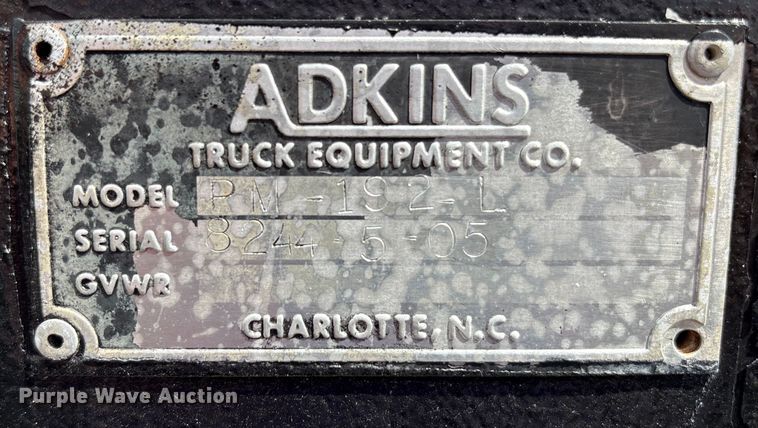 ADKINS
TRUCK EQUIPMENT CO.
MODEL PM-192-L
SERIAL 8244-5-05
GVWR
CHARLOTTE, N.C.
Purple Wave Auction